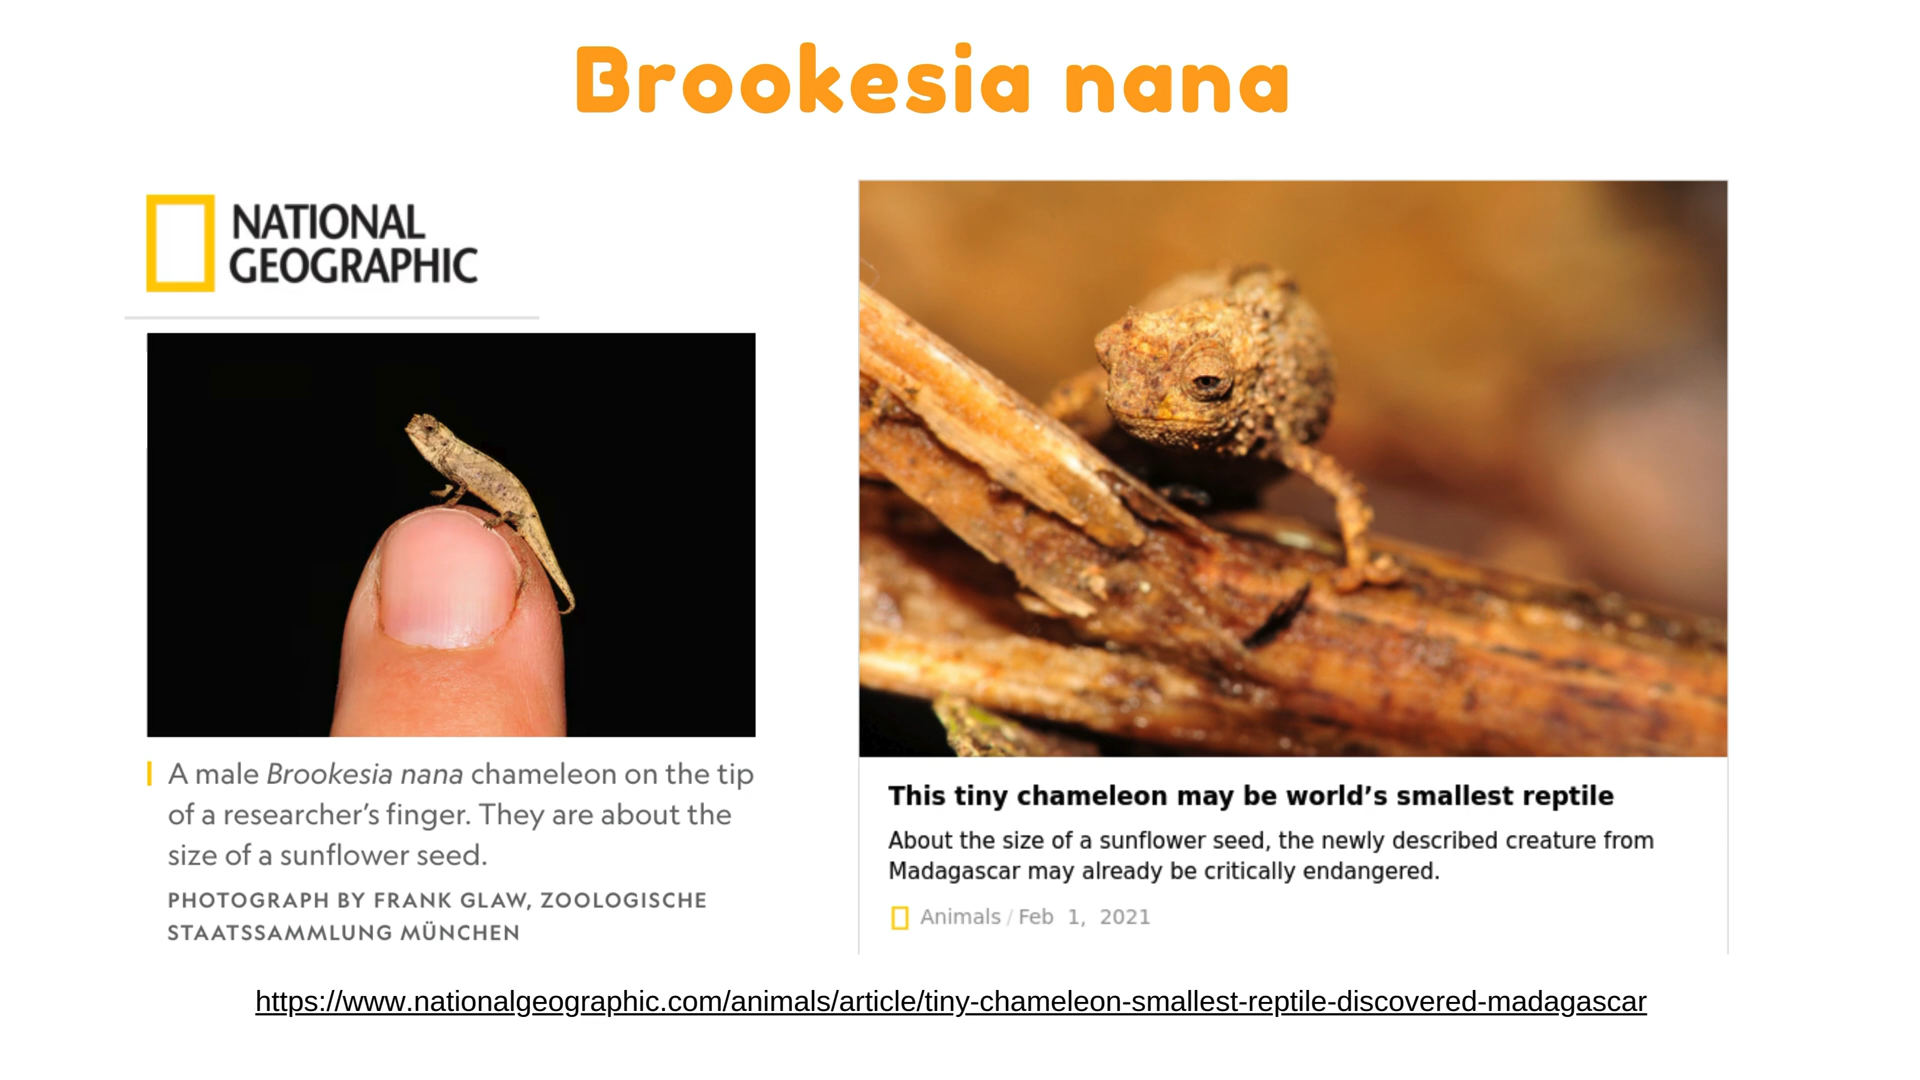 Brookesia nana
NATIONAL
GEOGRAPHIC
A male Brookesia nana chameleon on the tip
of a researcher’s finger. They are about the
size of a sunflower seed.
PHOTOGRAPH BY FRANK GLAW, ZOOLOGISCHE
STAATSSAMMLUNG MÜNCHEN
This tiny chameleon may be world’s smallest reptile
About the size of a sunflower seed, the newly described creature from
Madagascar may already be critically endangered.
Animals / Feb 1, 2021
https://www.nationalgeographic.com/animals/article/tiny-chameleon-smallest-reptile-discovered-madagascar